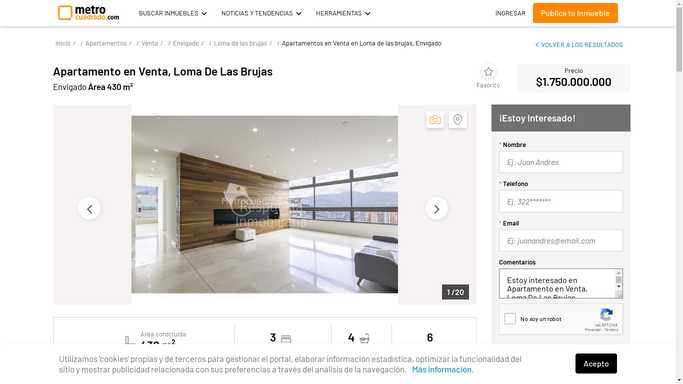 metro
cuadrado.com
BUSCAR INMUEBLES
NOTICIAS Y TENDENCIAS
HERRAMIENTAS
INGRESAR
Publica tu Inmueble
Inicio / / Apartamentos / / Venta / / Envigado / / Loma de las brujas / / Apartamentos en Venta en Loma de las brujas, Envigado
VOLVER A LOS RESULTADOS
Apartamento en Venta, Loma De Las Brujas
Envigado Área 430 m²
Favorito
Precio
$1.750.000.000
1 / 20
¡Estoy Interesado!
* Nombre
Ej: Juan Andres
* Teléfono
Ej: 322*******
* Email
Ej: juanandres@email.com
Comentarios
Estoy interesado en
Apartamento en Venta,
Loma De Las Brujas
No soy un robot
reCAPTCHA
Privacidad - Términos
Área construida
430 m²
3
4
6
Utilizamos 'cookies' propias y de terceros para gestionar el portal, elaborar información estadística, optimizar la funcionalidad del
sitio y mostrar publicidad relacionada con sus preferencias a través del análisis de la navegación. Más información.
Acepto